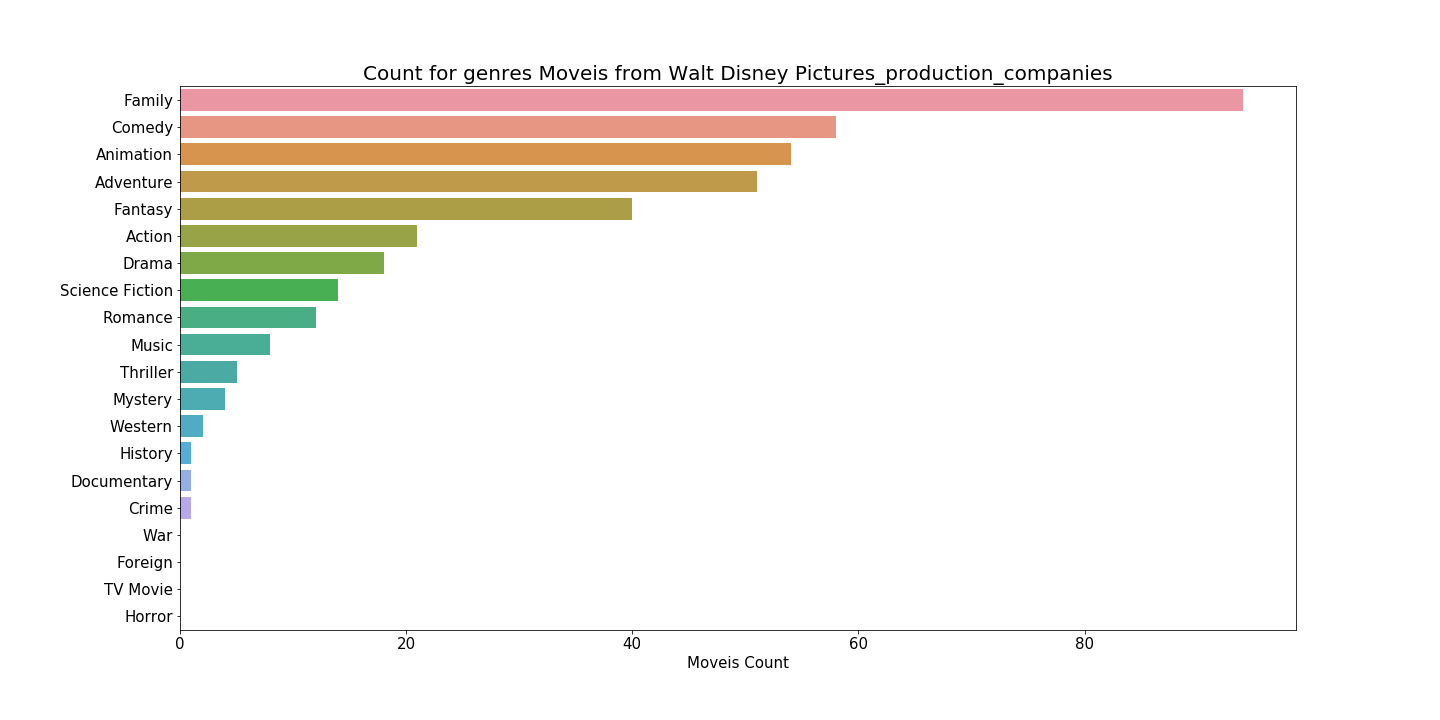 Count for genres Moveis from Walt Disney Pictures_production_companies
Family
Comedy
Animation
Adventure
Fantasy
Action
Drama
Science Fiction
Romance
Music
Thriller
Mystery
Western
History
Documentary
Crime
War
Foreign
TV Movie
Horror
0 20 40 60 80
Moveis Count